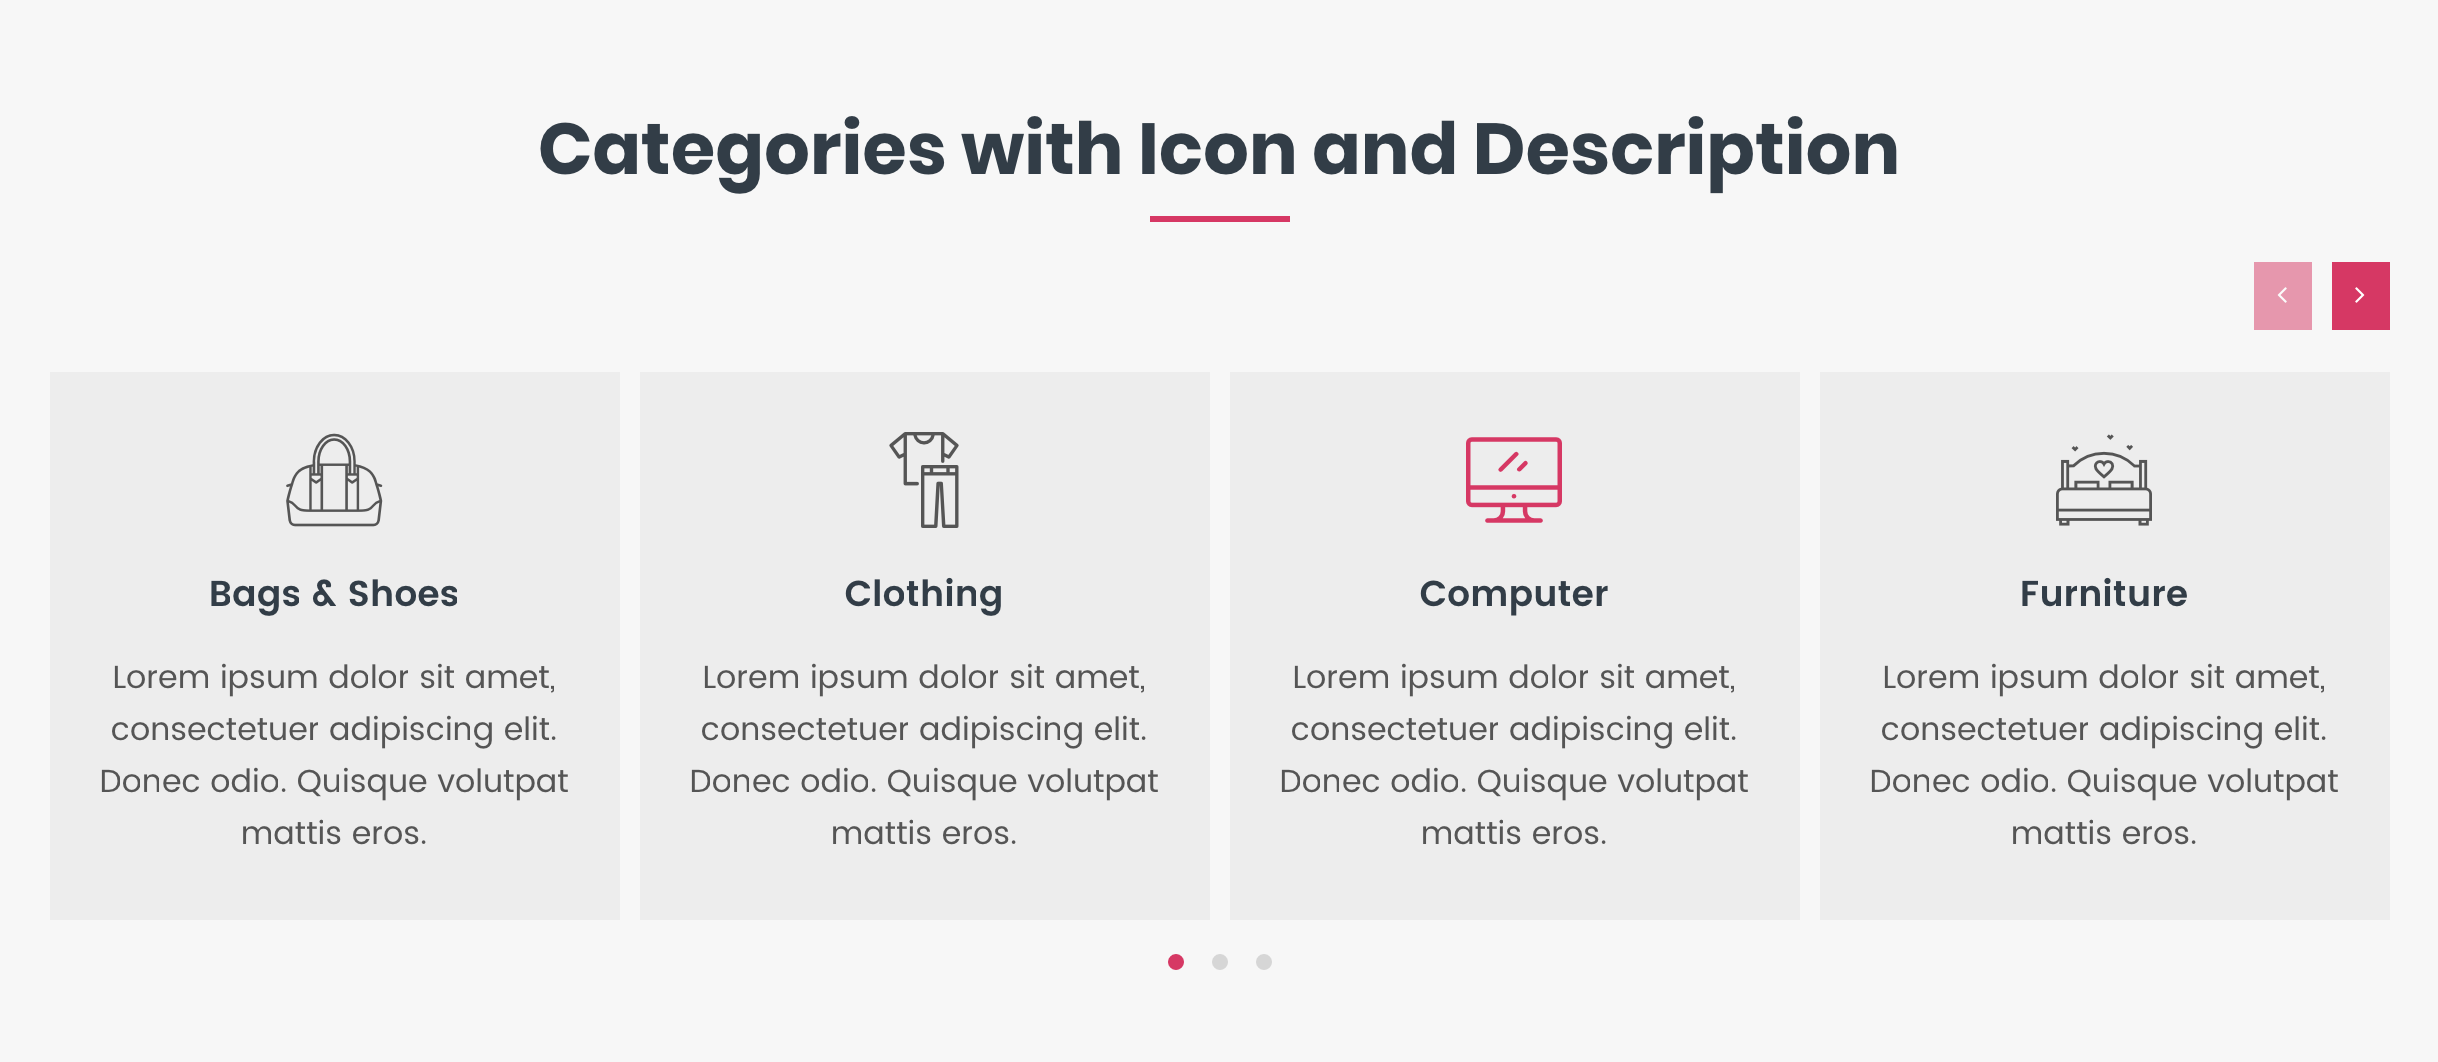 Categories with Icon and Description
Bags & Shoes
Lorem ipsum dolor sit amet,
consectetuer adipiscing elit.
Donec odio. Quisque volutpat
mattis eros.
Clothing
Lorem ipsum dolor sit amet,
consectetuer adipiscing elit.
Donec odio. Quisque volutpat
mattis eros.
Computer
Lorem ipsum dolor sit amet,
consectetuer adipiscing elit.
Donec odio. Quisque volutpat
mattis eros.
Furniture
Lorem ipsum dolor sit amet,
consectetuer adipiscing elit.
Donec odio. Quisque volutpat
mattis eros.